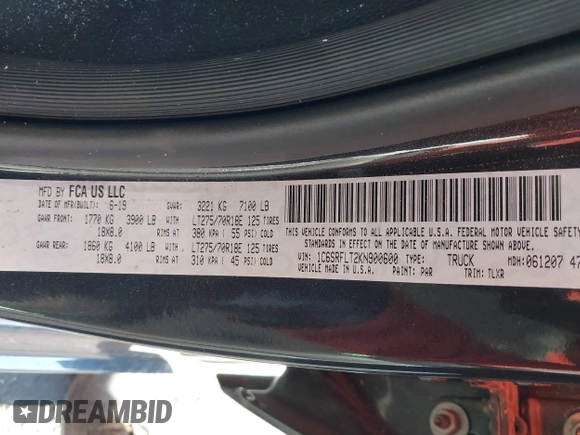 MFD BY FCA US LLC
DATE OF MFR(BUILT): 6-19 GVWR: 3221 KG 7100 LB
GAWR FRONT: 1770 KG 3900 LB WITH LT275/70R18E 125 TIRES
18X8.0 RIMS AT 380 KPA ( 55 PSI) COLD
GAWR REAR: 1860 KG 4100 LB WITH LT275/70R18E 125 TIRES
18X8.0 RIMS AT 310 KPA ( 45 PSI) COLD
THIS VEHICLE CONFORMS TO ALL APPLICABLE U.S.A. FEDERAL MOTOR VEHICLE SAFETY
STANDARDS IN EFFECT ON THE DATE OF MANUFACTURE SHOWN ABOVE.
VIN: 1C6SRFLT2KN900600 TYPE: TRUCK MDH: 061207 47
VEHICLE MADE IN U.S.A. PAINT: PAR TRIM: TLXR
DREAMBID